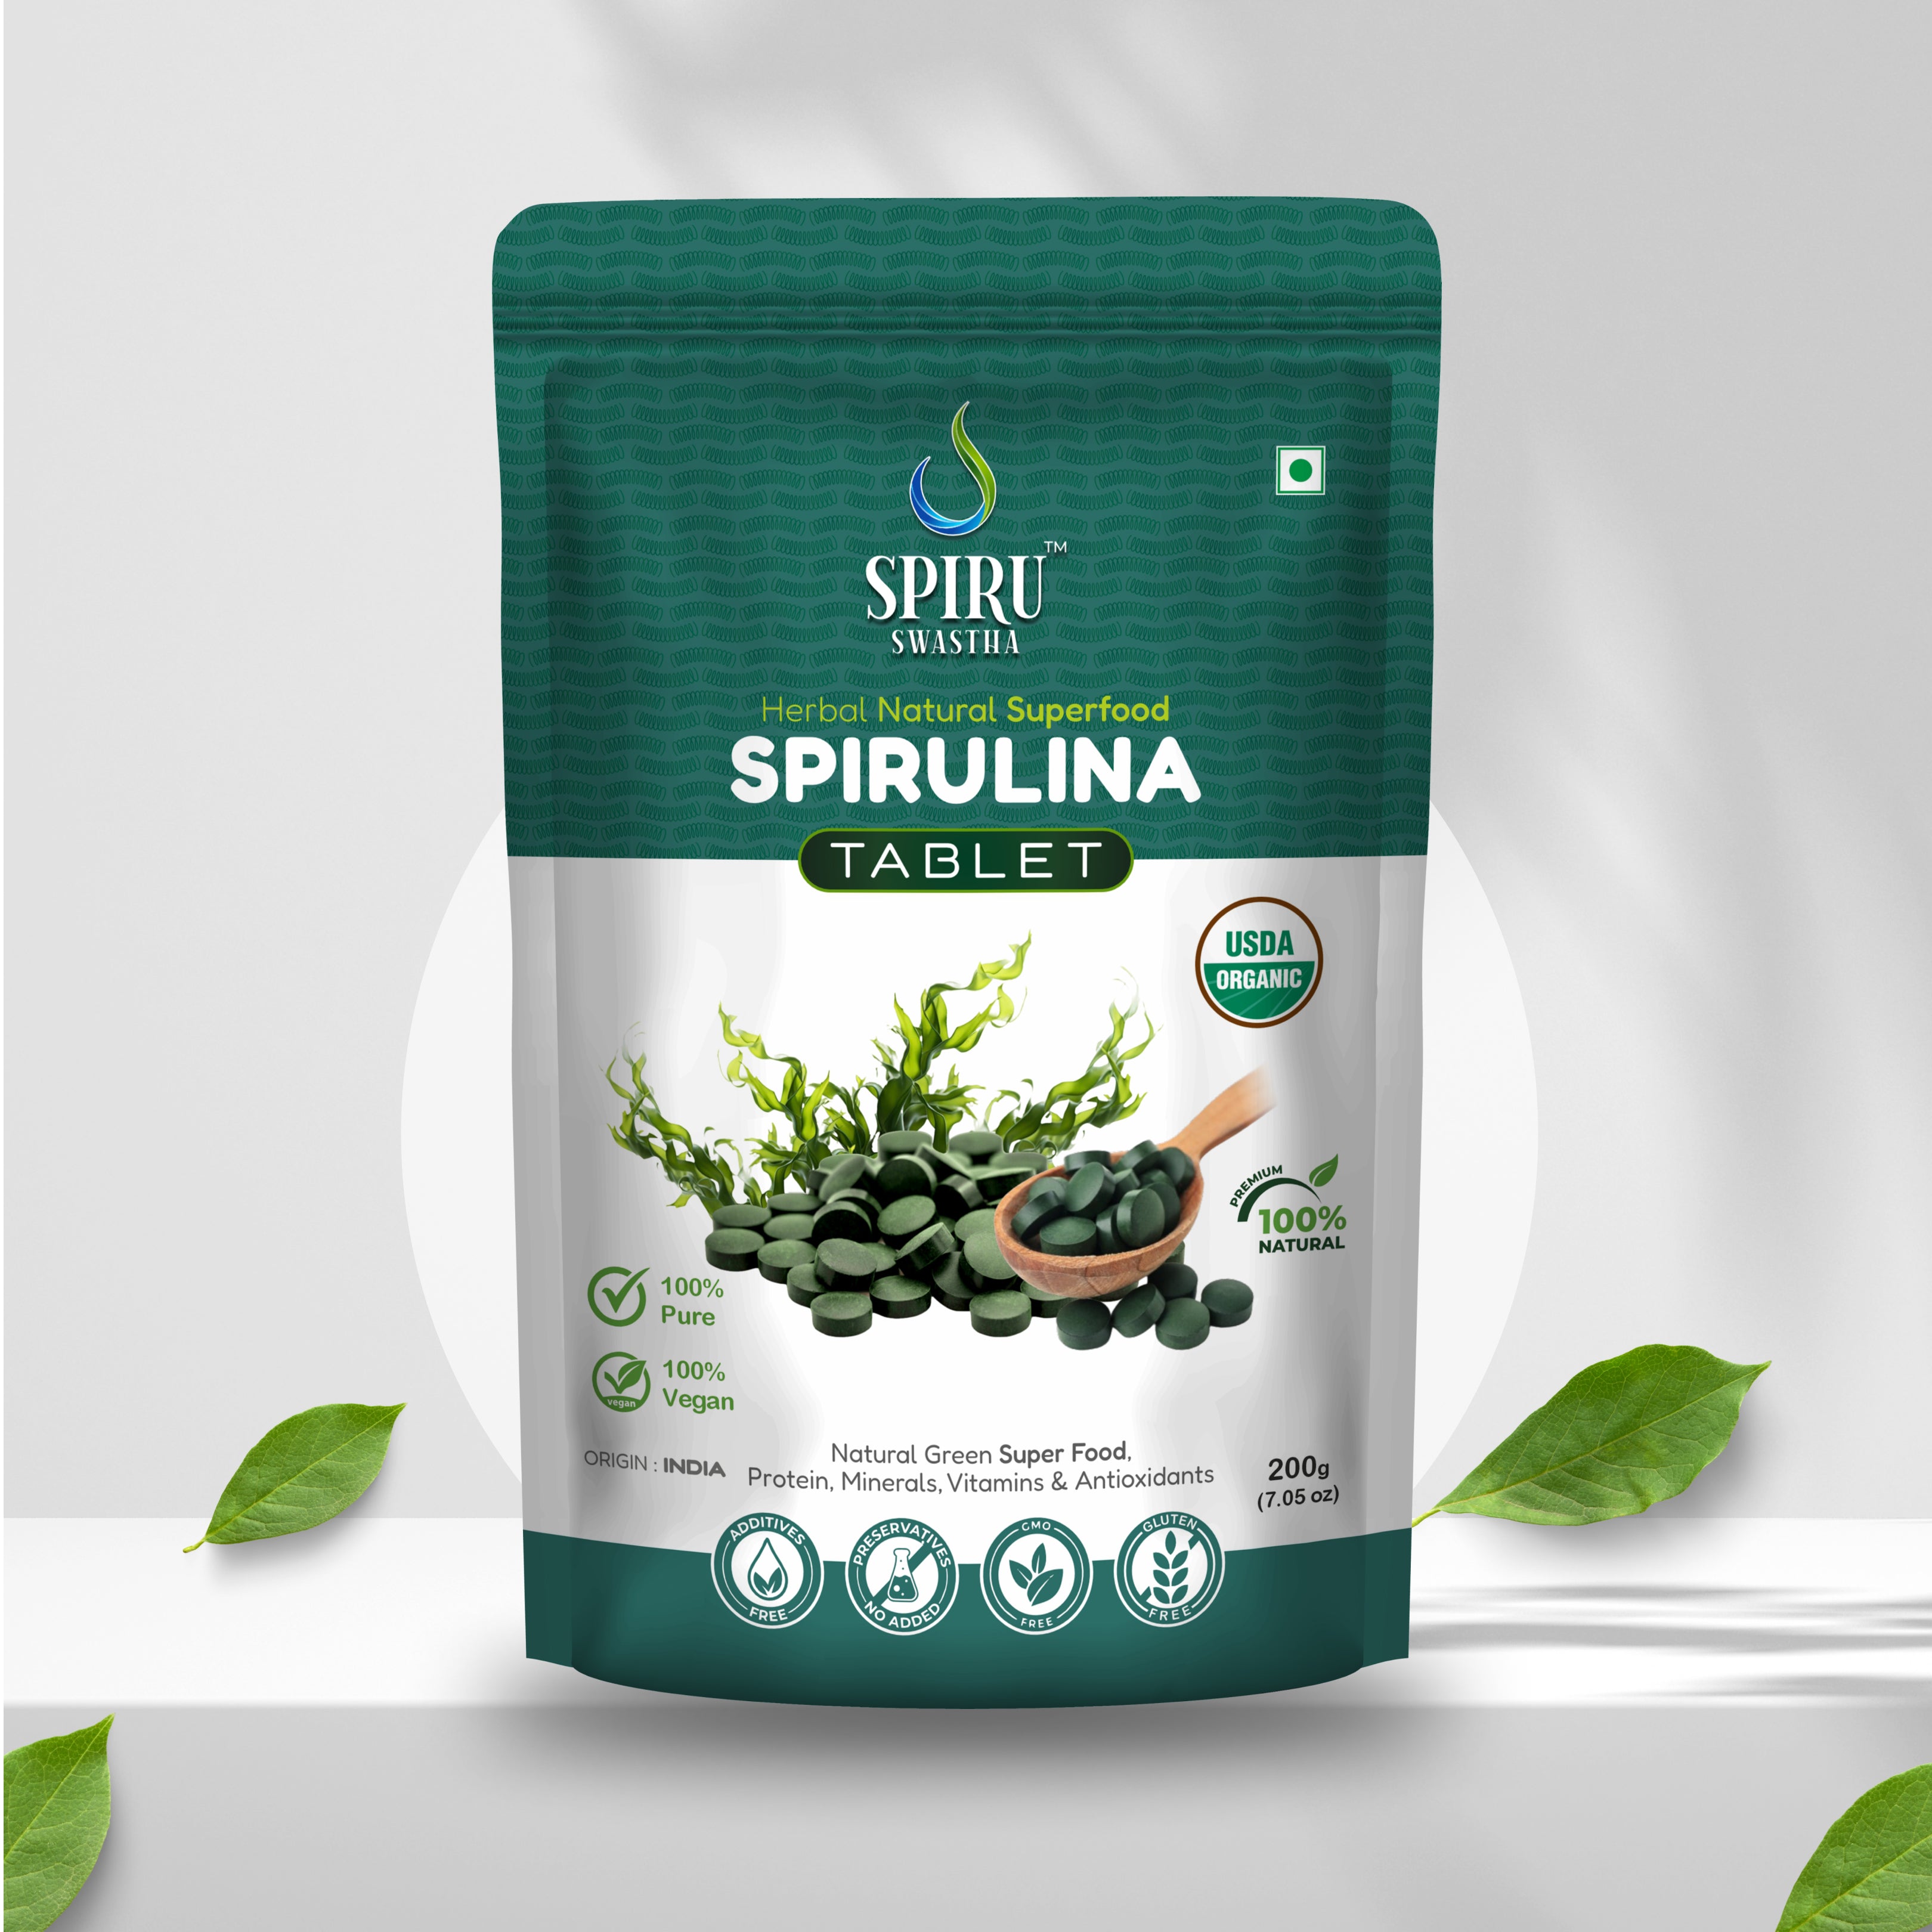 SPIRU™
SWASTHA
Herbal Natural Superfood
SPIRULINA
TABLET
USDA
ORGANIC
PREMIUM
100%
NATURAL
100%
Pure
vegan
100%
Vegan
ORIGIN : INDIA
Natural Green Super Food,
Protein, Minerals, Vitamins & Antioxidants
200g
(7.05 oz)
ADDITIVES
FREE
PRESERVATIVES
NO ADDED
GMO
FREE
GLUTEN
FREE